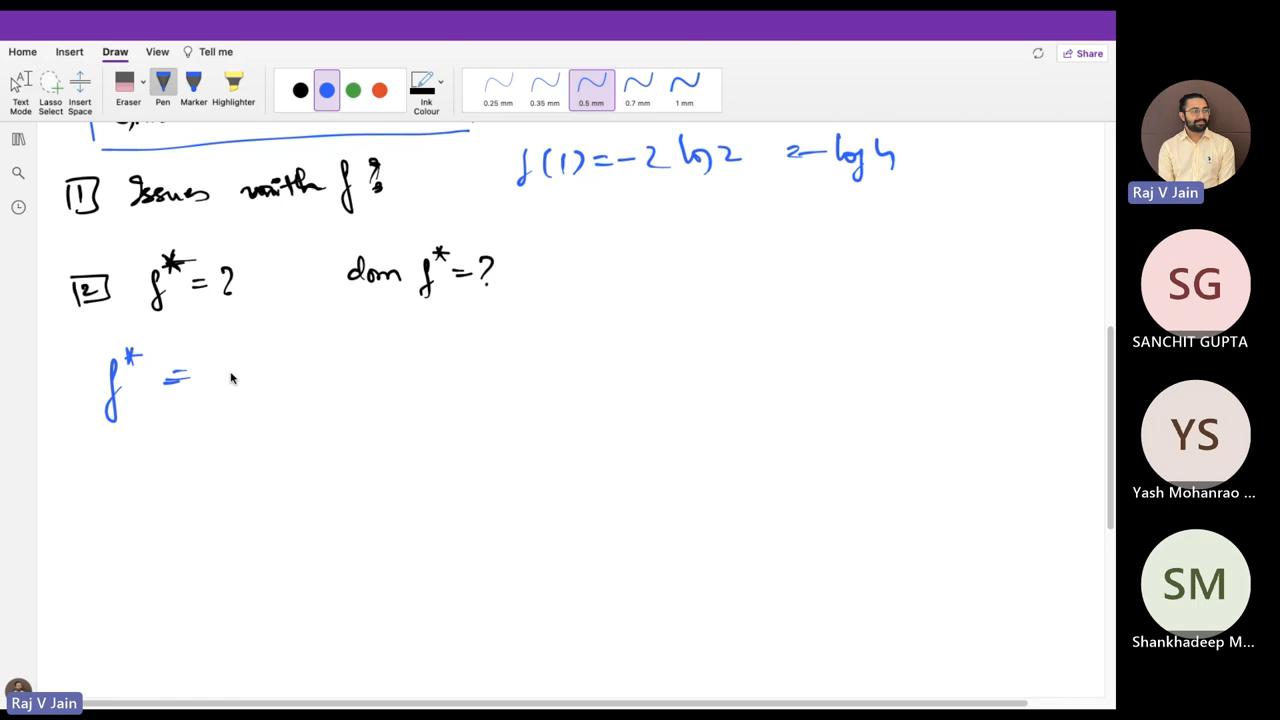 Home Insert Draw View Tell me
Share
Text Mode Lasso Select Insert Space Eraser Pen Marker Highlighter Ink Colour 0.25 mm 0.35 mm 0.5 mm 0.7 mm 1 mm
f(1) = -2 log 2 = -log 4
[1] Issues with f?
[2] f* = ? dom f* = ?
f* =
Raj V Jain
Raj V Jain
SG
SANCHIT GUPTA
YS
Yash Mohanrao ...
SM
Shankhadeep M...